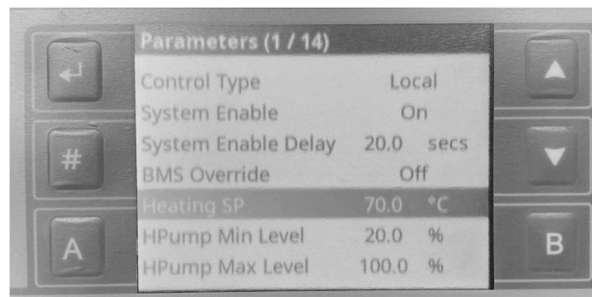 Parameters (1 / 14)
Control Type Local
System Enable On
System Enable Delay 20.0 secs
BMS Override Off
Heating SP 70.0 °C
HPump Min Level 20.0 %
HPump Max Level 100.0 %
#
A
B